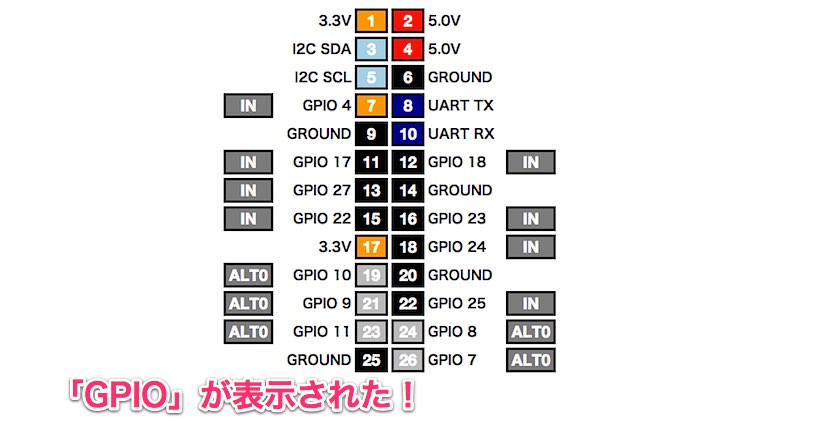 3.3V 1 2 5.0V
I2C SDA 3 4 5.0V
I2C SCL 5 6 GROUND
IN GPIO 4 7 8 UART TX
GROUND 9 10 UART RX
IN GPIO 17 11 12 GPIO 18 IN
IN GPIO 27 13 14 GROUND
IN GPIO 22 15 16 GPIO 23 IN
3.3V 17 18 GPIO 24 IN
ALT0 GPIO 10 19 20 GROUND
ALT0 GPIO 9 21 22 GPIO 25 IN
ALT0 GPIO 11 23 24 GPIO 8 ALT0
GROUND 25 26 GPIO 7 ALT0
「GPIO」が表示された！